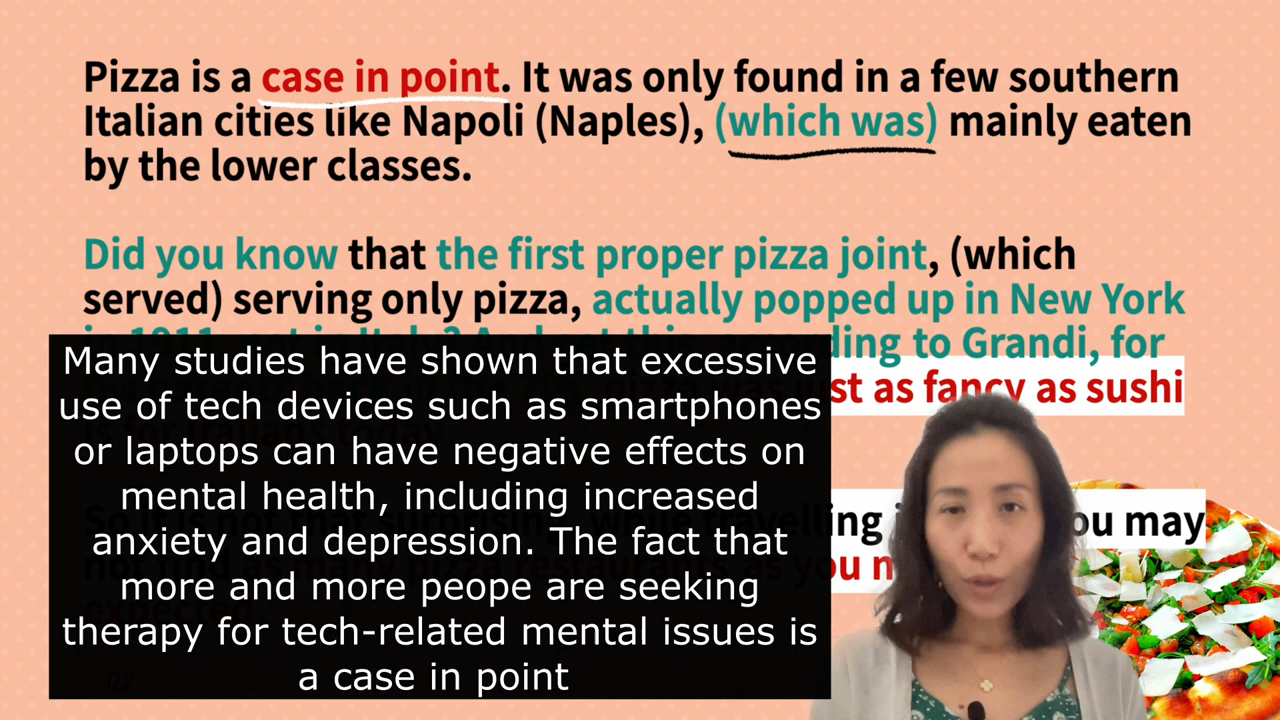 Pizza is a case in point. It was only found in a few southern
Italian cities like Napoli (Naples), (which was) mainly eaten
by the lower classes.
Did you know that the first proper pizza joint, (which
served) serving only pizza, actually popped up in New York
ding to Grandi, for
st as fancy as sushi
Many studies have shown that excessive
use of tech devices such as smartphones
or laptops can have negative effects on
mental health, including increased
anxiety and depression. The fact that
more and more peope are seeking
therapy for tech-related mental issues is
a case in point
ou may